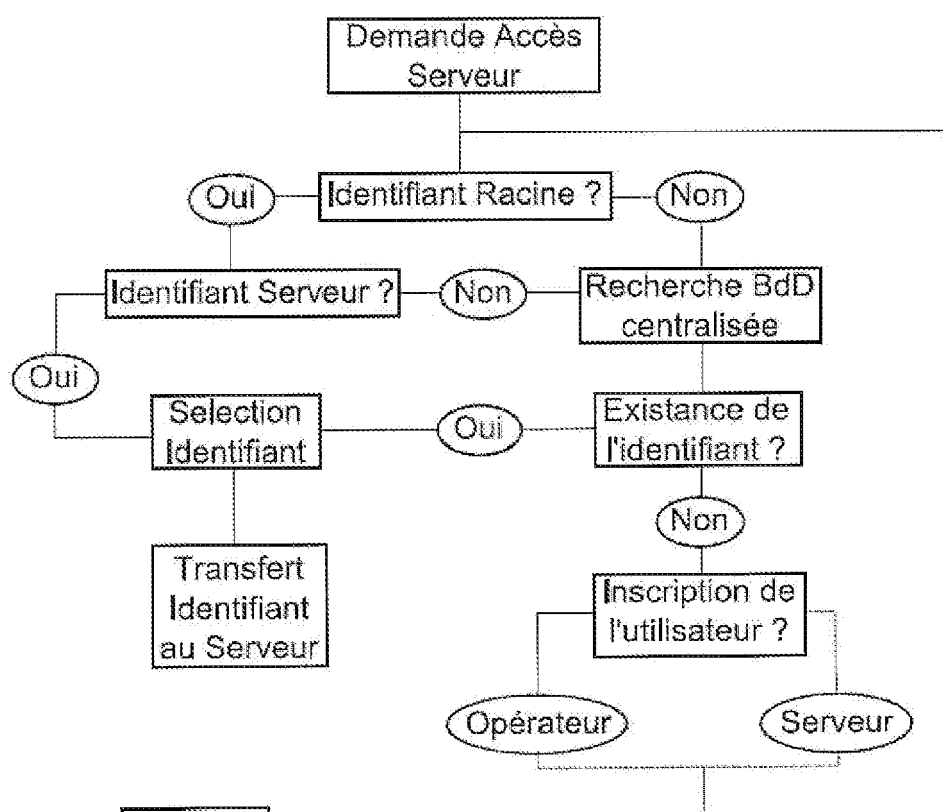 Demande Accès
Serveur
Oui
Identifiant Racine ?
Non
Identifiant Serveur ?
Non
Recherche BdD
centralisée
Oui
Selection
Identifiant
Oui
Existance de
l'identifiant ?
Non
Transfert
Identifiant
au Serveur
Inscription de
l'utilisateur ?
Opérateur
Serveur